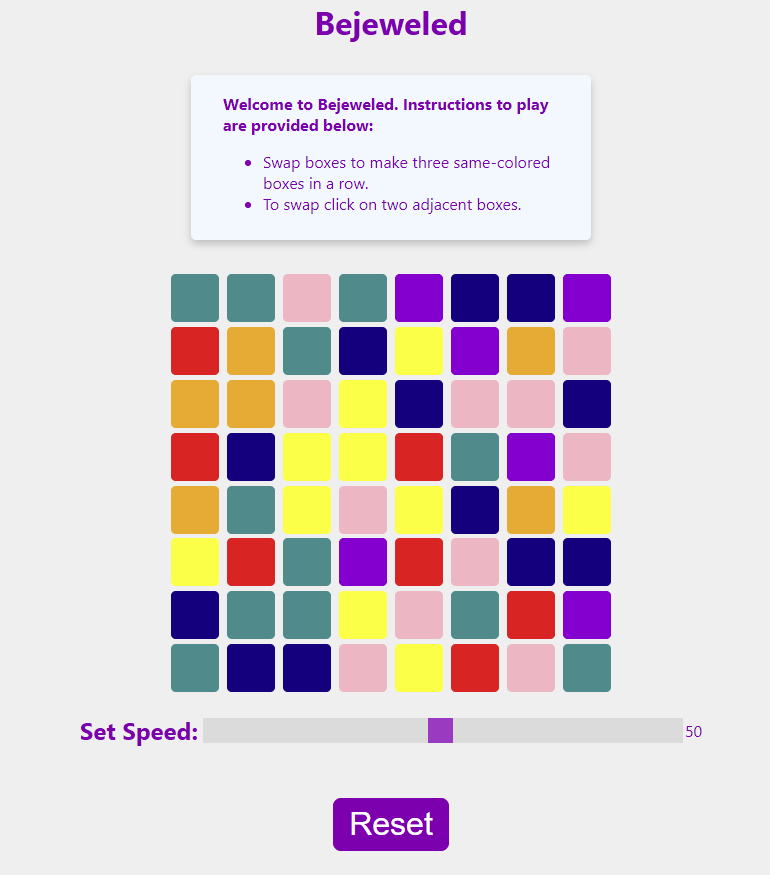 Bejeweled
Welcome to Bejeweled. Instructions to play
are provided below:
Swap boxes to make three same-colored
boxes in a row.
To swap click on two adjacent boxes.
Set Speed: 50
Reset